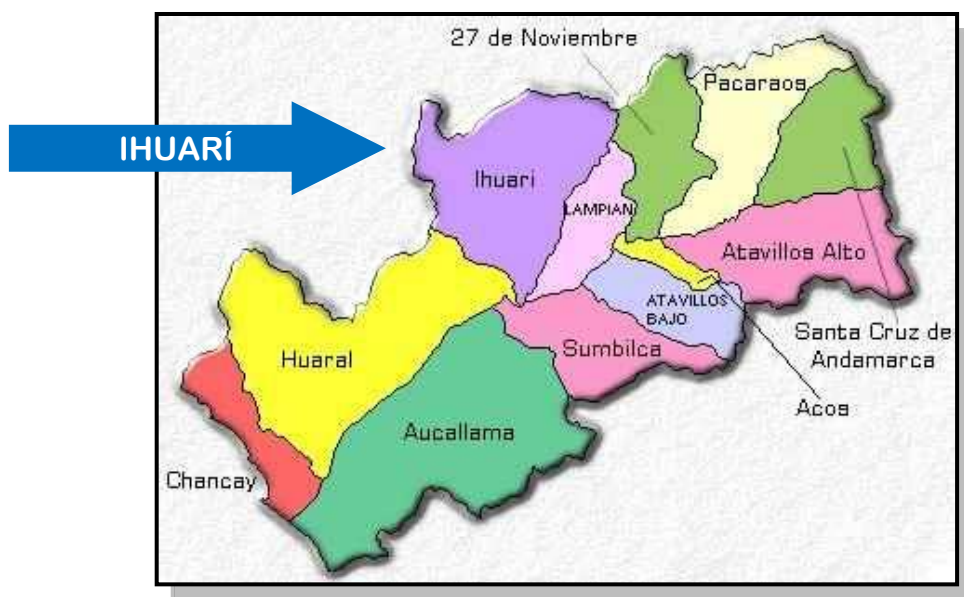 27 de Noviembre
Pacaraos
IHUARÍ
Ihuari
LAMPIAN
Atavillos Alto
ATAVILLOS
BAJO
Santa Cruz de
Andamarca
Sumbilca
Huaral
Acos
Aucallama
Chancay